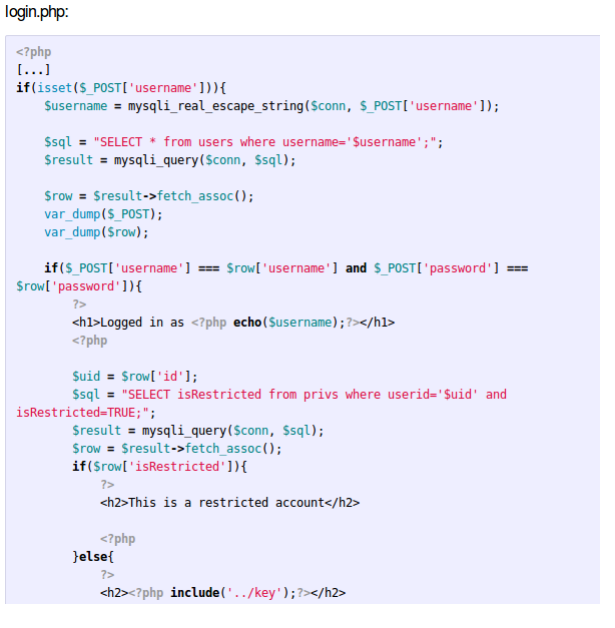 login.php:
<?php
[...]
if(isset($_POST['username'])){
    $username = mysqli_real_escape_string($conn, $_POST['username']);

    $sql = "SELECT * from users where username='$username';";
    $result = mysqli_query($conn, $sql);

    $row = $result->fetch_assoc();
    var_dump($_POST);
    var_dump($row);

    if($_POST['username'] === $row['username'] and $_POST['password'] ===
$row['password']){
        ?>
        <h1>Logged in as <?php echo($username);?></h1>
        <?php

        $uid = $row['id'];
        $sql = "SELECT isRestricted from privs where userid='$uid' and
isRestricted=TRUE;";
        $result = mysqli_query($conn, $sql);
        $row = $result->fetch_assoc();
        if($row['isRestricted']){
            ?>
            <h2>This is a restricted account</h2>

            <?php
        }else{
            ?>
            <h2><?php include('../key');?></h2>